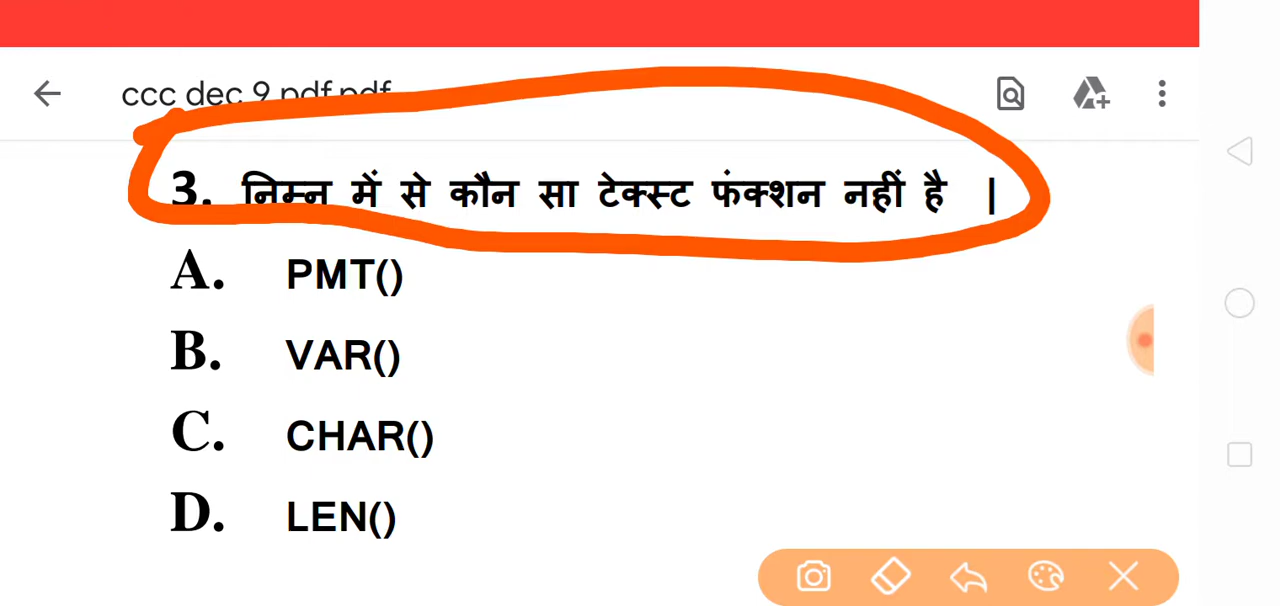 ccc dec 9 pdf.pdf
3. निम्न में से कौन सा टेक्स्ट फंक्शन नहीं है |
A. PMT()
B. VAR()
C. CHAR()
D. LEN()